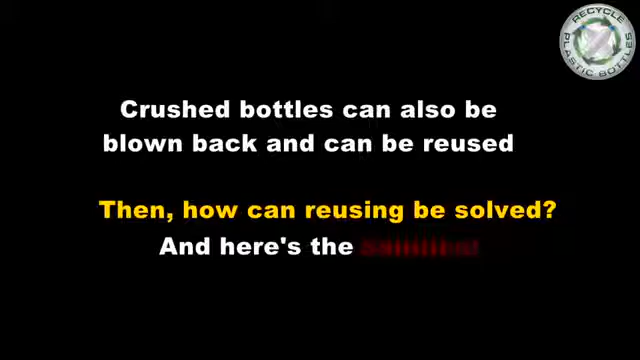 RECYCLE
PLASTIC BOTTLES
Crushed bottles can also be
blown back and can be reused
Then, how can reusing be solved?
And here's the